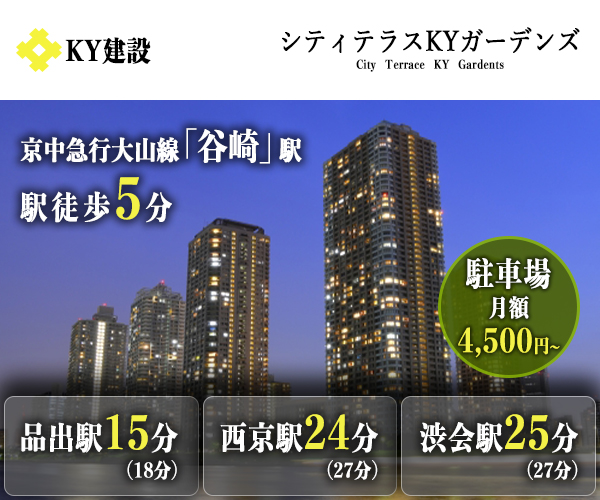 KY建設
シティテラスKYガーデンズ
City Terrace KY Gardents
京中急行大山線「谷崎」駅
駅徒歩5分
駐車場
月額
4,500円~
品出駅15分
(18分)
西京駅24分
(27分)
渋会駅25分
(27分)